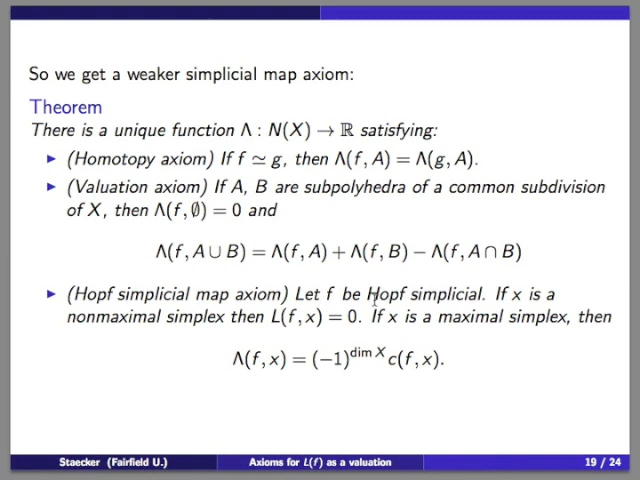 So we get a weaker simplicial map axiom:
Theorem
There is a unique function Λ : N(X) → ℝ satisfying:
▶ (Homotopy axiom) If f ≃ g, then Λ(f, A) = Λ(g, A).
▶ (Valuation axiom) If A, B are subpolyhedra of a common subdivision
of X, then Λ(f, ∅) = 0 and
Λ(f, A ∪ B) = Λ(f, A) + Λ(f, B) − Λ(f, A ∩ B)
▶ (Hopf simplicial map axiom) Let f be Hopf simplicial. If x is a
nonmaximal simplex then L(f, x) = 0. If x is a maximal simplex, then
Λ(f, x) = (−1)^{dim X} c(f, x).
Staecker (Fairfield U.) Axioms for L(f) as a valuation 19 / 24